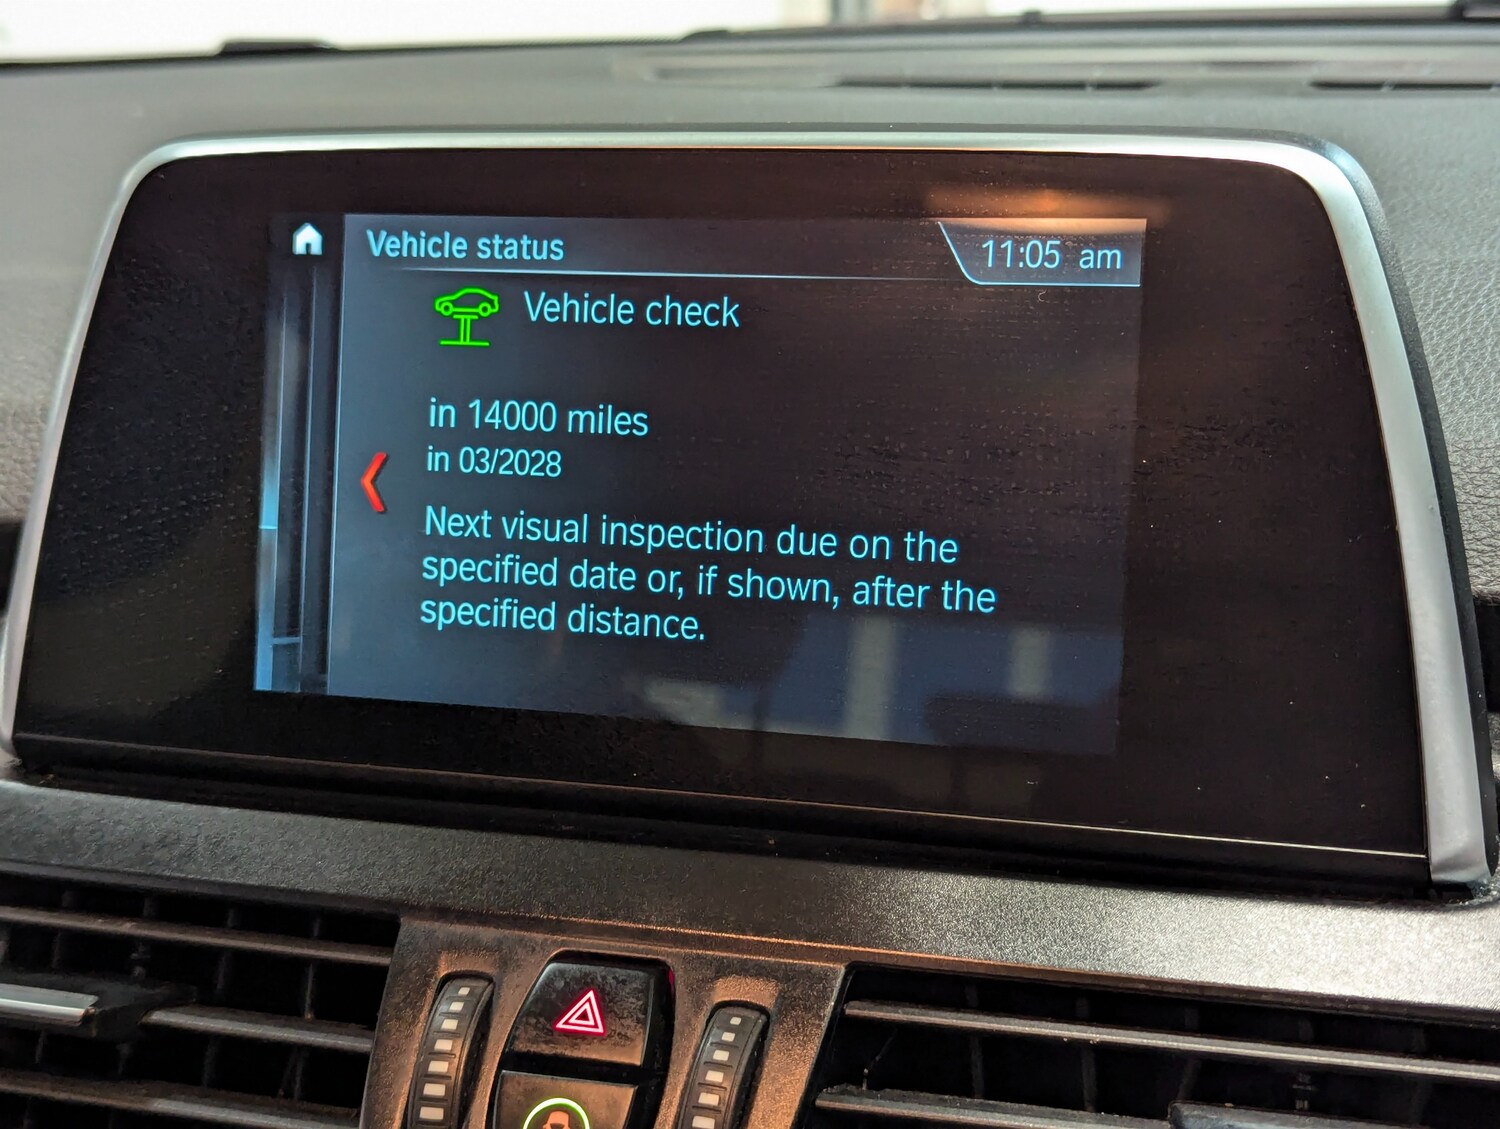 Vehicle status
11:05 am
Vehicle check
in 14000 miles
in 03/2028
Next visual inspection due on the
specified date or, if shown, after the
specified distance.